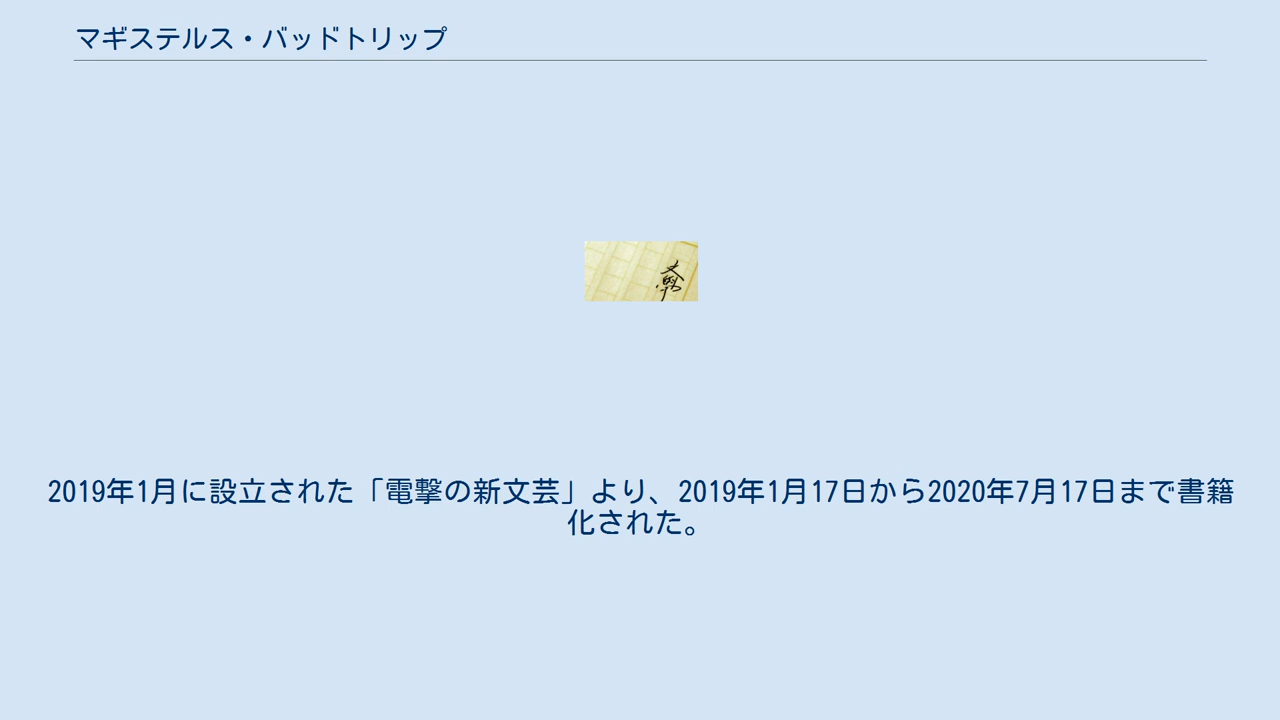 マギステルス・バッドトリップ
2019年1月に設立された「電撃の新文芸」より、2019年1月17日から2020年7月17日まで書籍
化された。